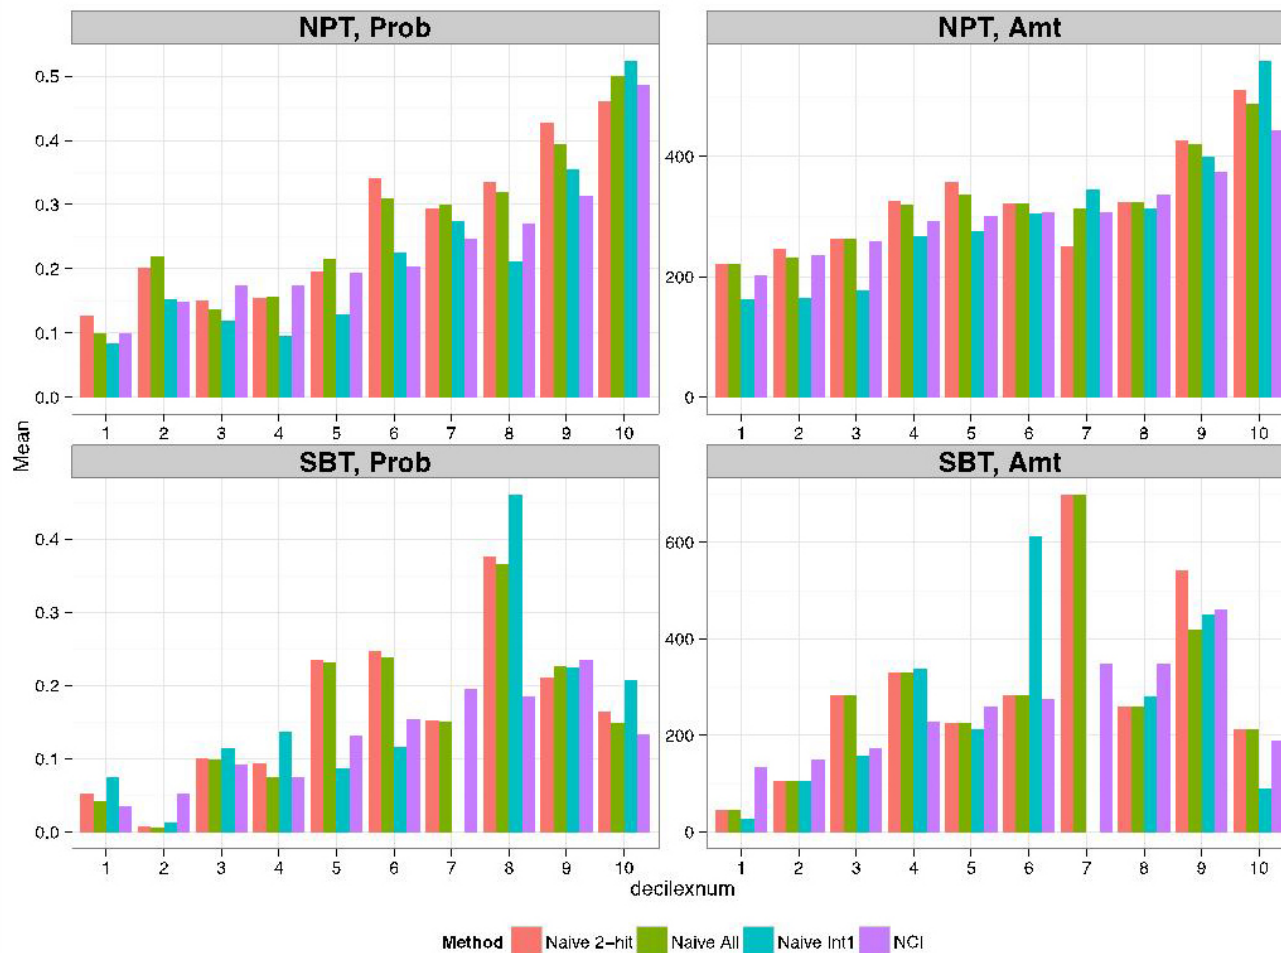 NPT, Prob
NPT, Amt
0.5
0.4
0.3
0.2
0.1
0.0
400
200
0
1 2 3 4 5 6 7 8 9 10
1 2 3 4 5 6 7 8 9 10
Mean
SBT, Prob
SBT, Amt
0.4
0.3
0.2
0.1
0.0
600
400
200
0
1 2 3 4 5 6 7 8 9 10
1 2 3 4 5 6 7 8 9 10
decilexnum
Method Naive 2-hit Naive All Naive Int1 NCI